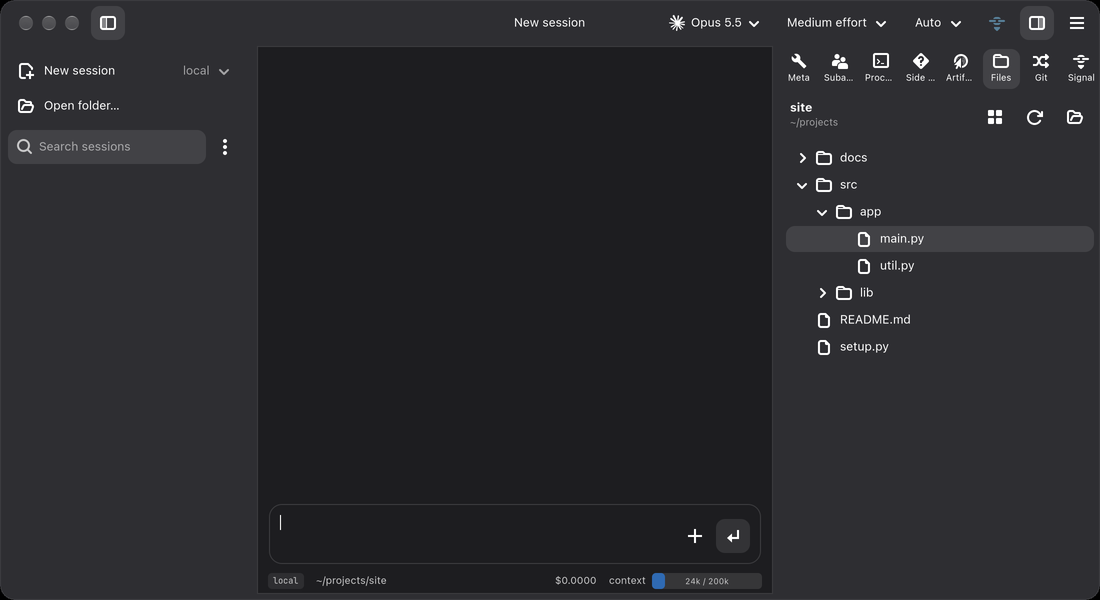 New session
Opus 5.5
Medium effort
Auto
New session
local
Open folder...
Search sessions
Meta
Suba...
Proc...
Side ...
Artif...
Files
Git
Signal
site
~/projects
docs
src
app
main.py
util.py
lib
README.md
setup.py
local
~/projects/site
$0.0000
context
24k / 200k